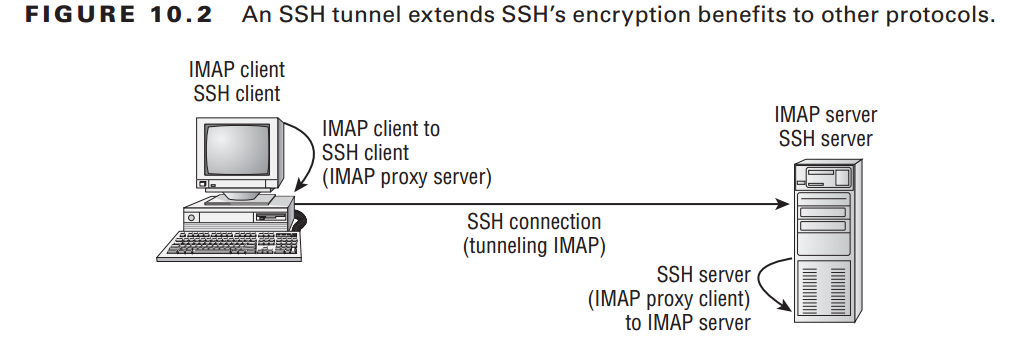 FIGURE 10.2 An SSH tunnel extends SSH’s encryption benefits to other protocols.
IMAP client
SSH client
IMAP client to
SSH client
(IMAP proxy server)
IMAP server
SSH server
SSH connection
(tunneling IMAP)
SSH server
(IMAP proxy client)
to IMAP server